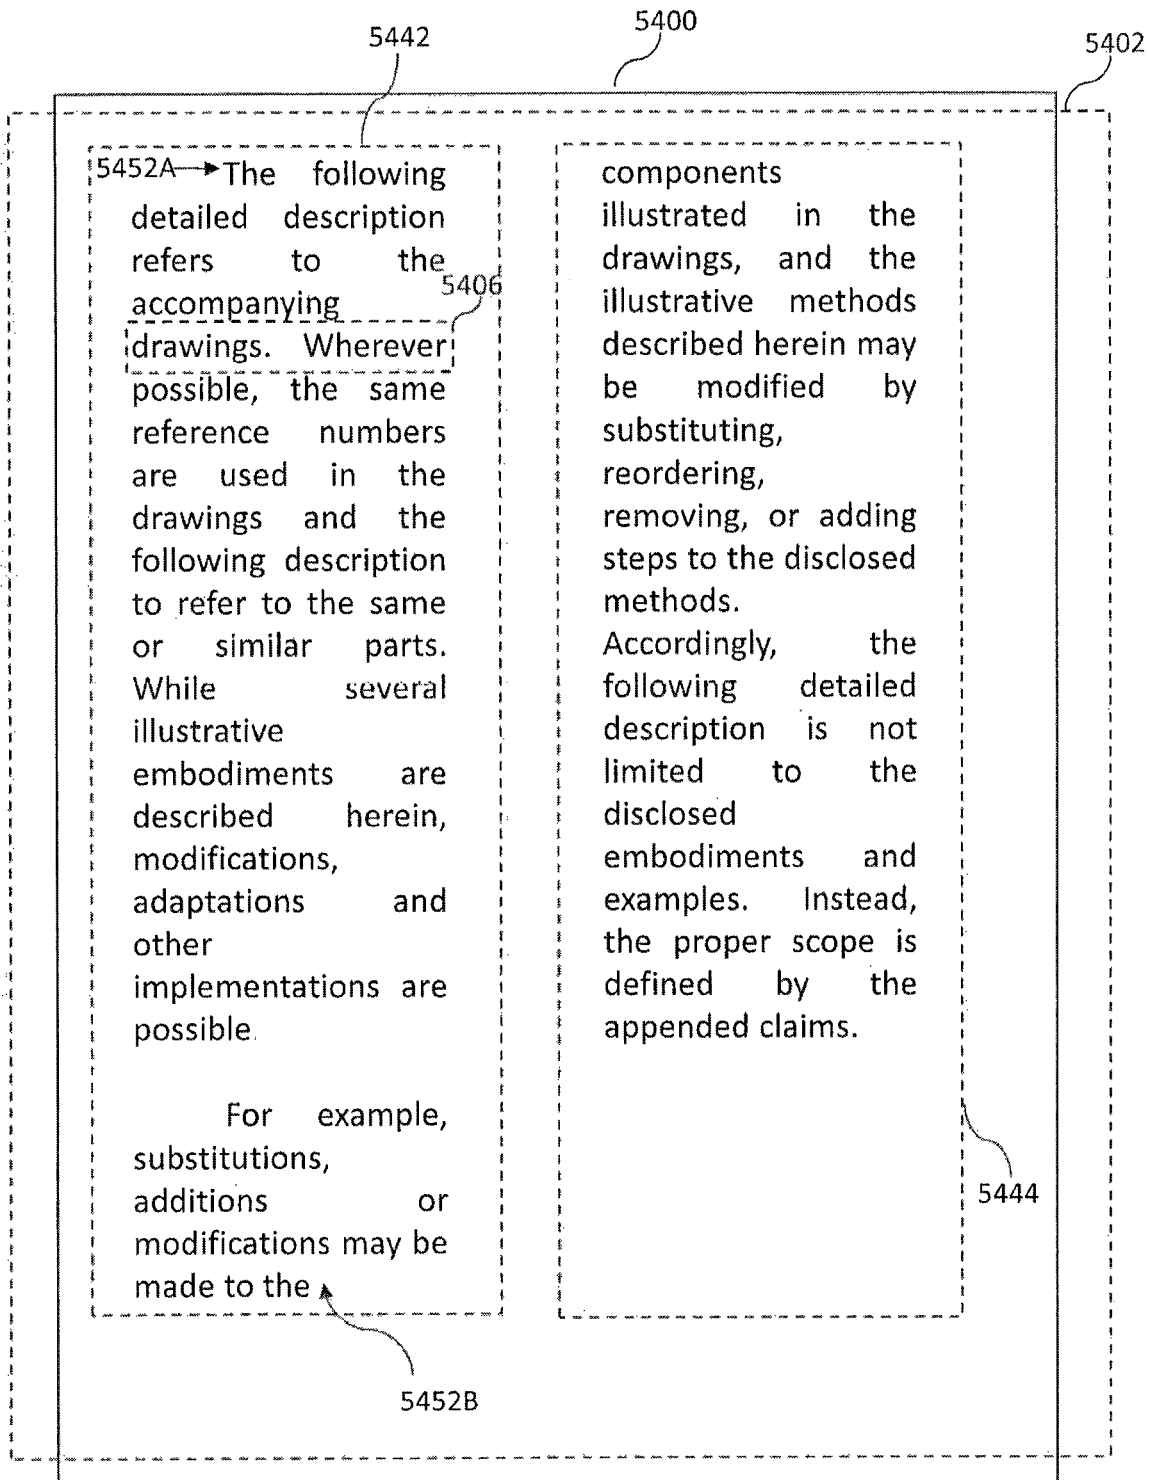 5400
5442
5402
5452A
The following
detailed description
refers to the
accompanying
5406
drawings. Wherever
possible, the same
reference numbers
are used in the
drawings and the
following description
to refer to the same
or similar parts.
While several
illustrative
embodiments are
described herein,
modifications,
adaptations and
other
implementations are
possible.
For example,
substitutions,
additions or
modifications may be
made to the
5452B
components
illustrated in the
drawings, and the
illustrative methods
described herein may
be modified by
substituting,
reordering,
removing, or adding
steps to the disclosed
methods.
Accordingly, the
following detailed
description is not
limited to the
disclosed
embodiments and
examples. Instead,
the proper scope is
defined by the
appended claims.
5444